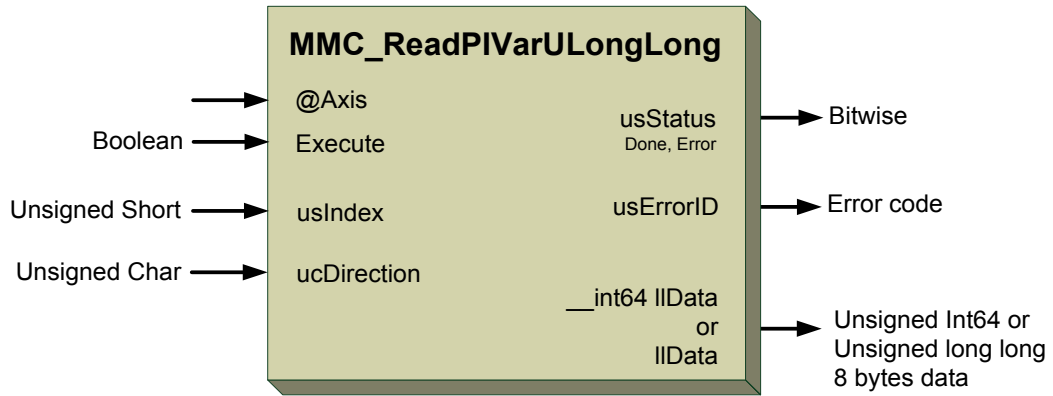 MMC_ReadPIVarULongLong
@Axis
Boolean
Execute
usStatus
Done, Error
Bitwise
Unsigned Short
usIndex
usErrorID
Error code
Unsigned Char
ucDirection
__int64 llData
or
llData
Unsigned Int64 or
Unsigned long long
8 bytes data